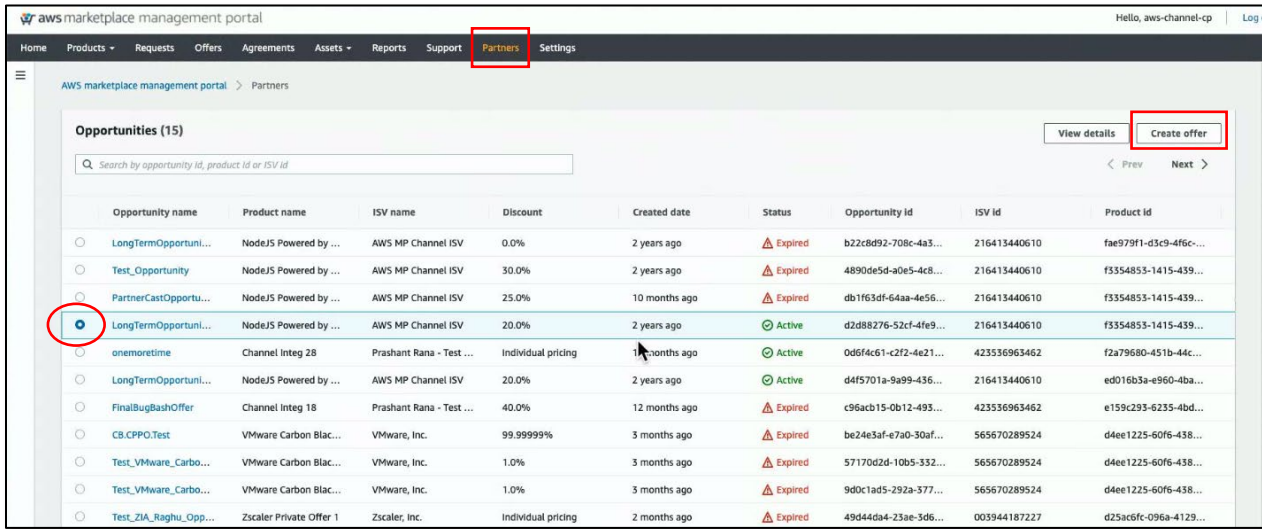 aws marketplace management portal Hello, aws-channel-cp Log
Home Products Requests Offers Agreements Assets Reports Support Partners Settings
AWS marketplace management portal > Partners
Opportunities (15) View details Create offer
Search by opportunity id, product id or ISV id < Prev Next >
Opportunity name Product name ISV name Discount Created date Status Opportunity id ISV id Product id
LongTermOpportuni... NodeJS Powered by ... AWS MP Channel ISV 0.0% 2 years ago Expired b22c8d92-708c-4a3... 216413440610 fae979f1-d3c9-4f6c-...
Test_Opportunity NodeJS Powered by ... AWS MP Channel ISV 30.0% 2 years ago Expired 4890de5d-a0e5-4c8... 216413440610 f3354853-1415-439...
PartnerCastOpportu... NodeJS Powered by ... AWS MP Channel ISV 25.0% 10 months ago Expired db1f63df-64aa-4e56... 216413440610 f3354853-1415-439...
LongTermOpportuni... NodeJS Powered by ... AWS MP Channel ISV 20.0% 2 years ago Active d2d88276-52cf-4fe9... 216413440610 f3354853-1415-439...
onemoretime Channel Integ 28 Prashant Rana - Test ... Individual pricing months ago Active 0d6f4c61-c2f2-4e21... 423536963462 f2a79680-451b-44c...
LongTermOpportuni... NodeJS Powered by ... AWS MP Channel ISV 20.0% 2 years ago Active d4f5701a-9a99-436... 216413440610 ed016b3a-e960-4ba...
FinalBugBashOffer Channel Integ 18 Prashant Rana - Test ... 40.0% 12 months ago Expired c96acb15-0b12-493... 423536963462 e159c293-6235-4bd...
CB.CPPO.Test VMware Carbon Blac... VMware, Inc. 99.99999% 3 months ago Expired be24e3af-e7a0-30af... 565670289524 d4ee1225-60f6-438...
Test_VMware_Carbo... VMware Carbon Blac... VMware, Inc. 1.0% 3 months ago Expired 57170d2d-10b5-332... 565670289524 d4ee1225-60f6-438...
Test_VMware_Carbo... VMware Carbon Blac... VMware, Inc. 1.0% 3 months ago Expired 9d0c1ad5-292a-377... 565670289524 d4ee1225-60f6-438...
Test_ZIA_Raghu_Opp... Zscaler Private Offer 1 Zscaler, Inc. Individual pricing 2 months ago Expired 49d44da4-23ae-3d6... 003944187227 d25ac6fc-096a-4129...